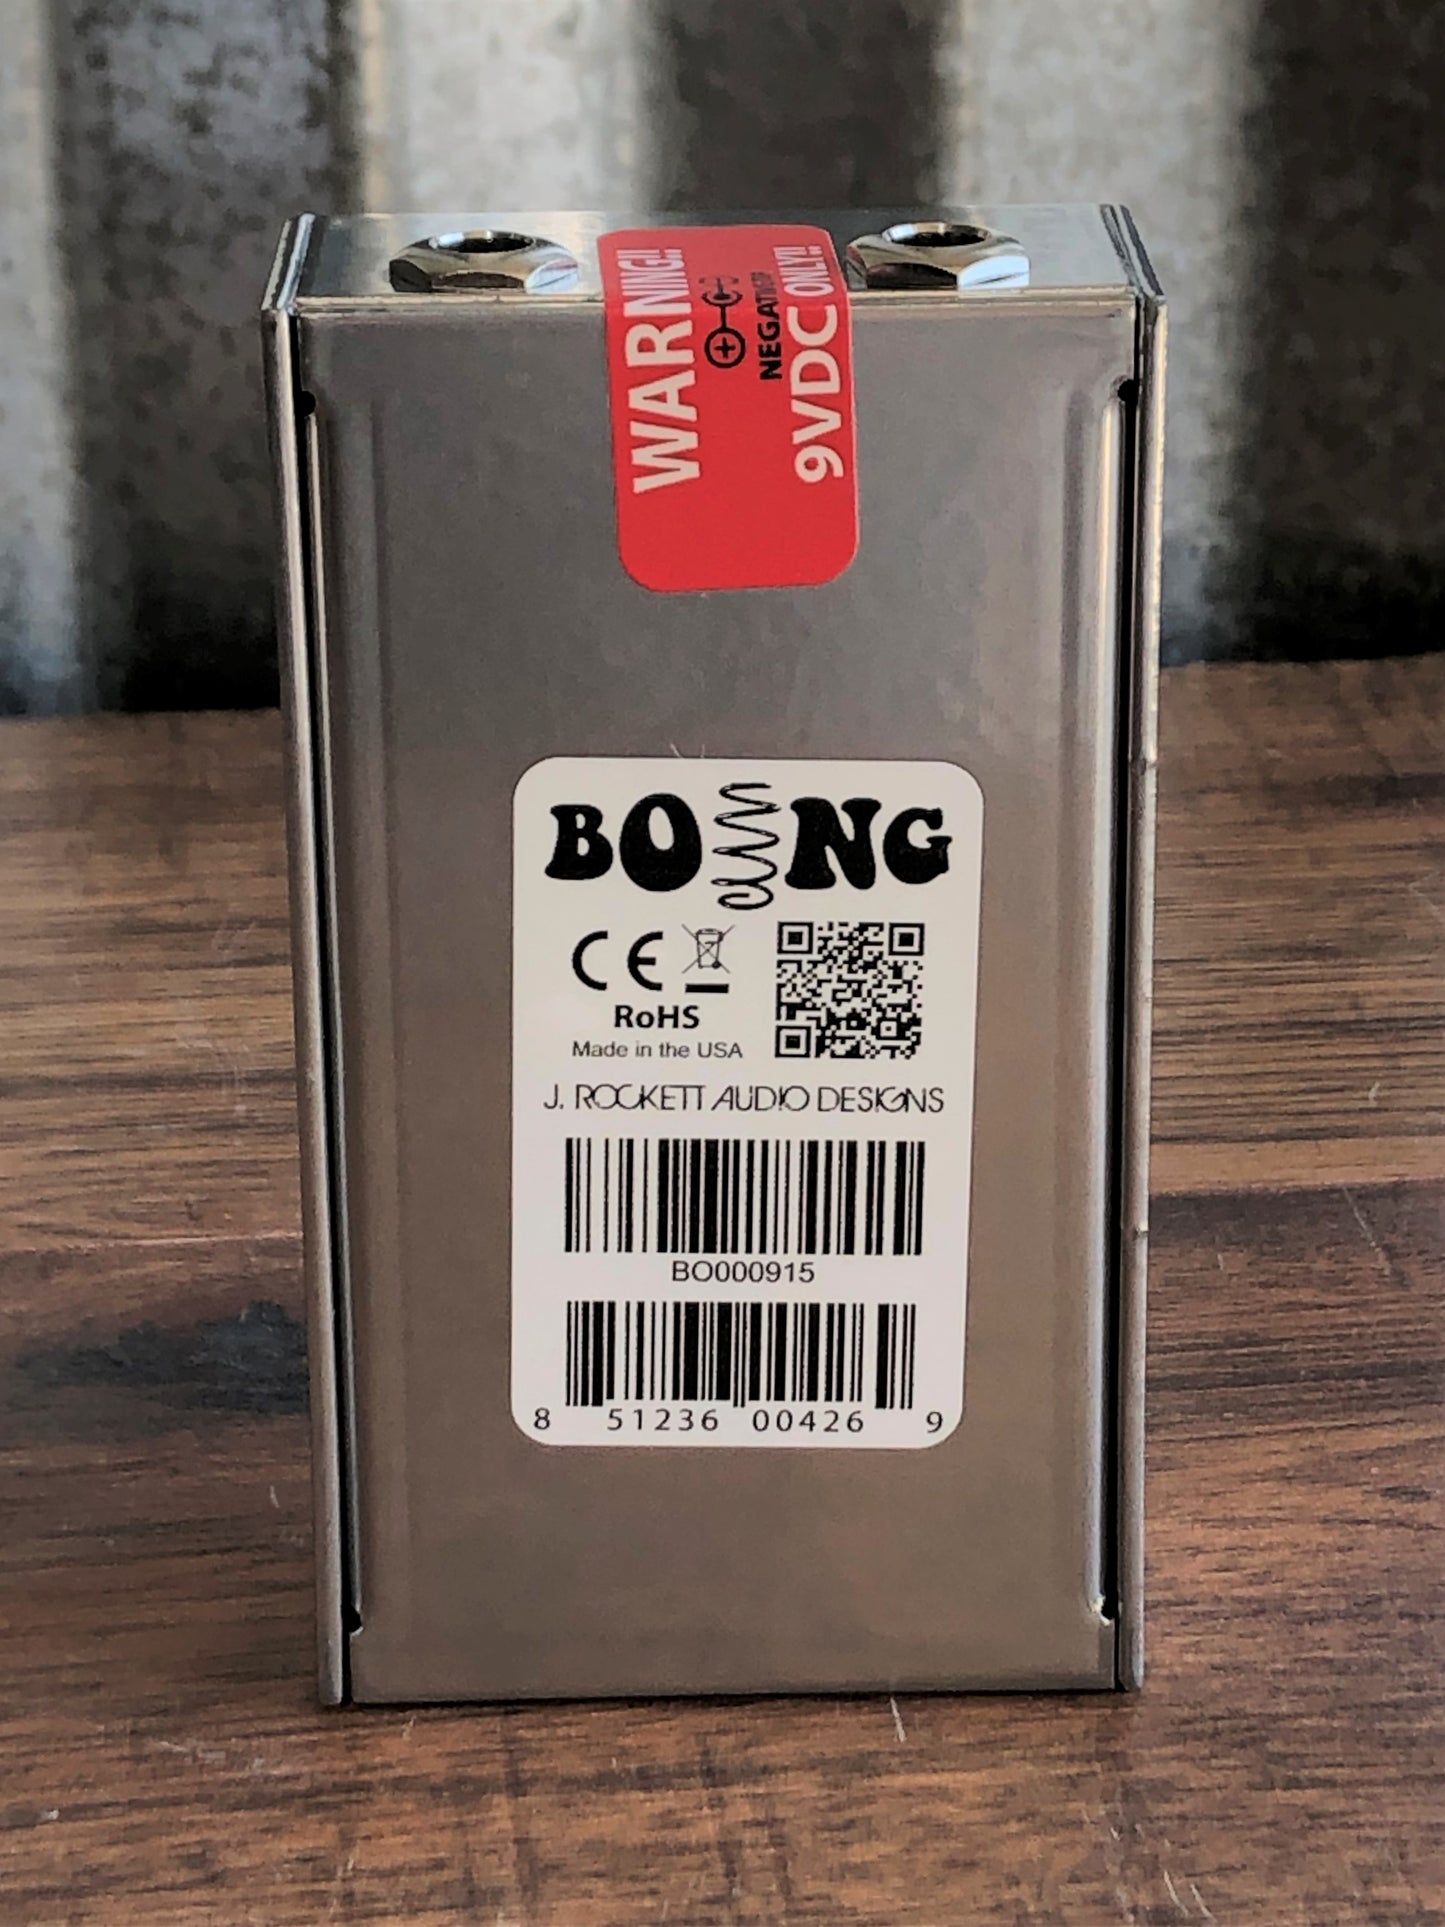 WARNING!!
NEGATIVE TIP
9VDC ONLY!!
BOING
CE
RoHS
Made in the USA
J. ROCKETT AUDIO DESIGNS
BO000915
8 51236 00426 9